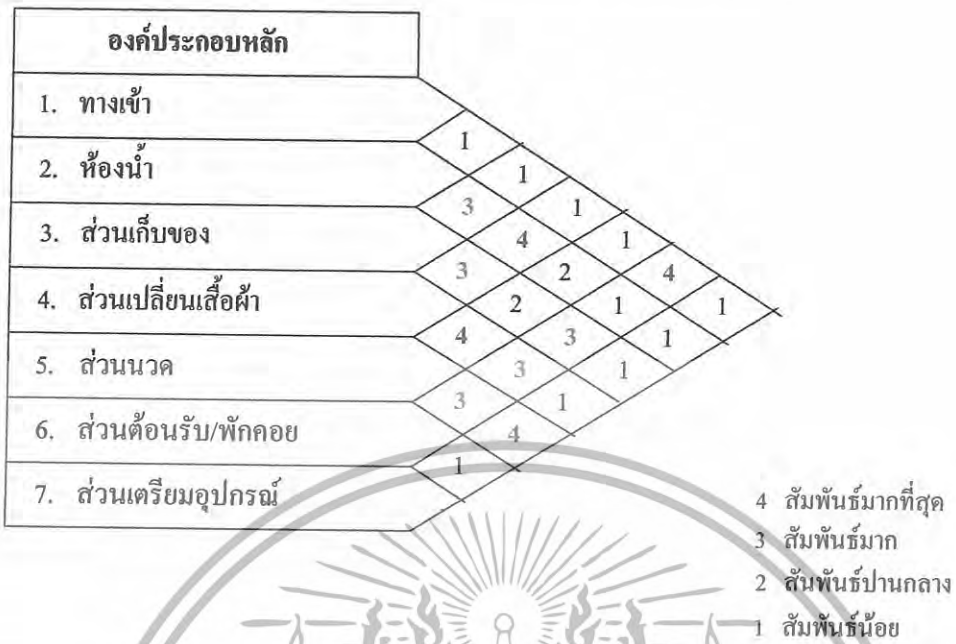 องค์ประกอบหลัก
1. ทางเข้า
1
2. ห้องน้ำ
1
3 1
3. ส่วนเก็บของ
4 1
3 2 4
4. ส่วนเปลี่ยนเสื้อผ้า
2 1 1
4 3 1
5. ส่วนนวด
3 1
3 1
6. ส่วนต้อนรับ/พักคอย
4
1
7. ส่วนเตรียมอุปกรณ์
4 สัมพันธ์มากที่สุด
3 สัมพันธ์มาก
2 สันพันธ์ปานกลาง
1 สัมพันธ์น้อย